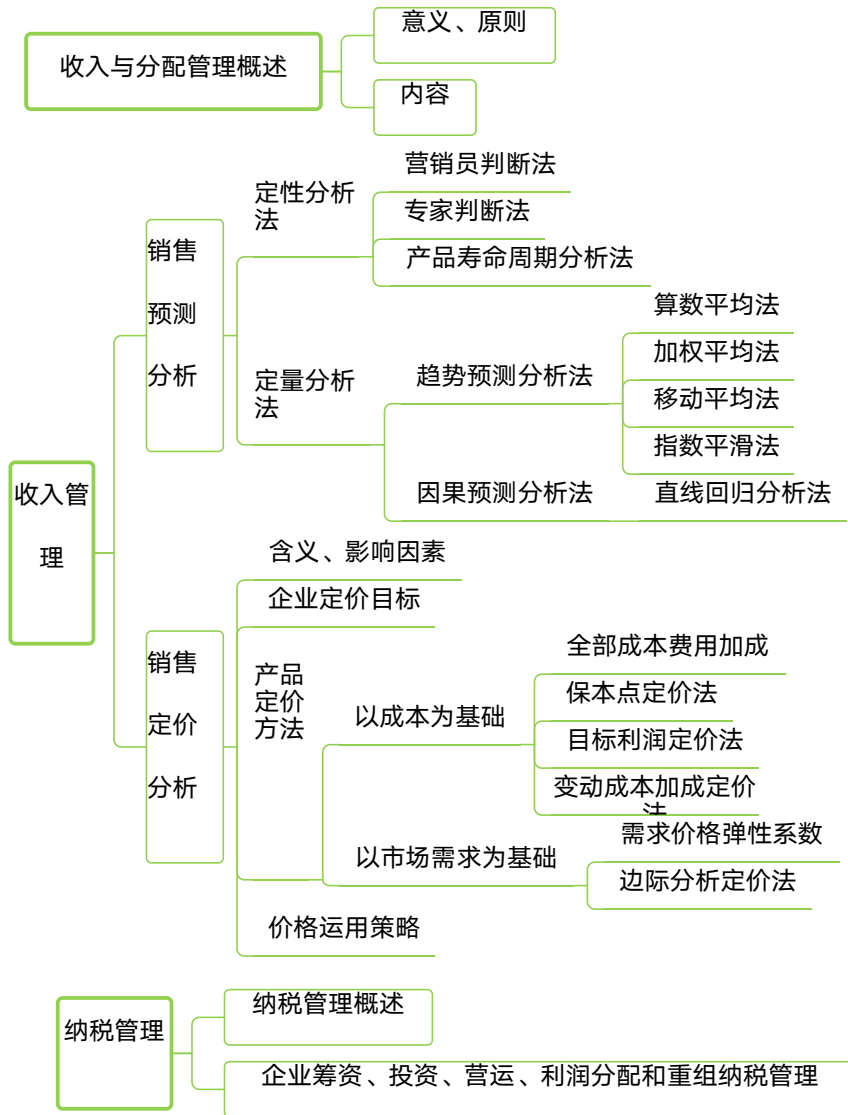 收入与分配管理概述
意义、原则
内容
收入管
理
销售
预测
分析
定性分析
法
营销员判断法
专家判断法
产品寿命周期分析法
定量分析
法
趋势预测分析法
算数平均法
加权平均法
移动平均法
指数平滑法
因果预测分析法
直线回归分析法
销售
定价
分析
含义、影响因素
企业定价目标
产品
定价
方法
以成本为基础
全部成本费用加成
保本点定价法
目标利润定价法
变动成本加成定价
法
以市场需求为基础
需求价格弹性系数
边际分析定价法
价格运用策略
纳税管理
纳税管理概述
企业筹资、投资、营运、利润分配和重组纳税管理